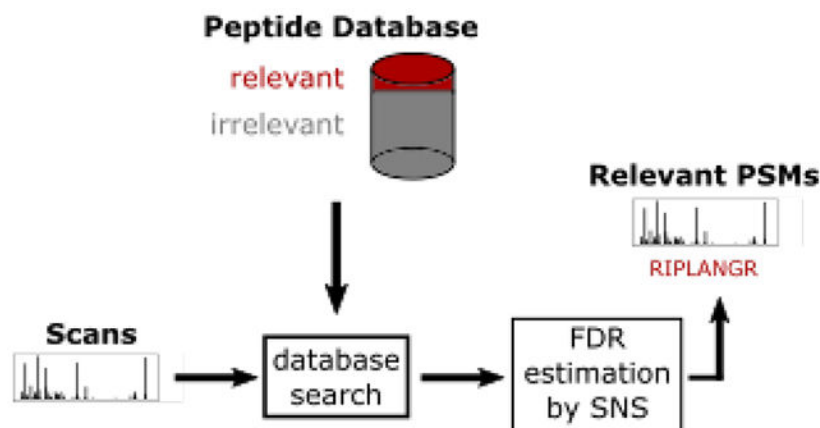 Peptide Database
relevant
irrelevant
Relevant PSMs
RIPLANGR
Scans
database
search
FDR
estimation
by SNS